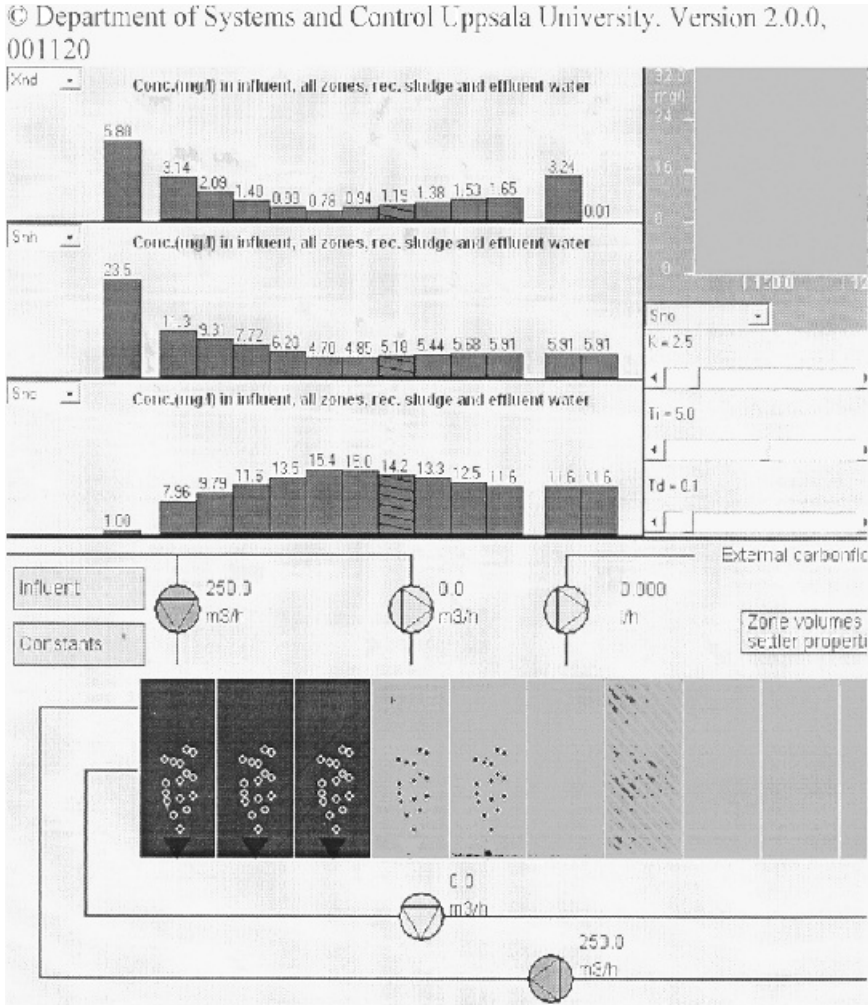 © Department of Systems and Control Uppsala University. Version 2.0.0,
001120
Xnd
Conc.(mg/l) in influent, all zones, rec. sludge and effluent water
3.14
2.09
1.40
0.93
0.78
0.94
1.19
1.38
1.53
1.65
3.24
0.01
Snh
Conc.(mg/l) in influent, all zones, rec. sludge and effluent water
23.5
11.3
9.31
7.72
6.20
4.70
4.85
5.18
5.44
5.68
5.91
5.91
5.91
Conc.(mg/l) in influent, all zones, rec. sludge and effluent water
1.00
7.96
9.79
11.5
13.5
15.4
15.0
14.2
13.3
12.5
11.6
11.6
11.6
32.0
mg/l
24
16
0
Sno
K = 2.5
Ti = 5.0
Td = 0.1
External carbonflo
Influent
Constants
250.0
m3/h
0.0
m3/h
0.000
l/h
Zone volumes
settler properti
0.0
m3/h
250.0
m3/h